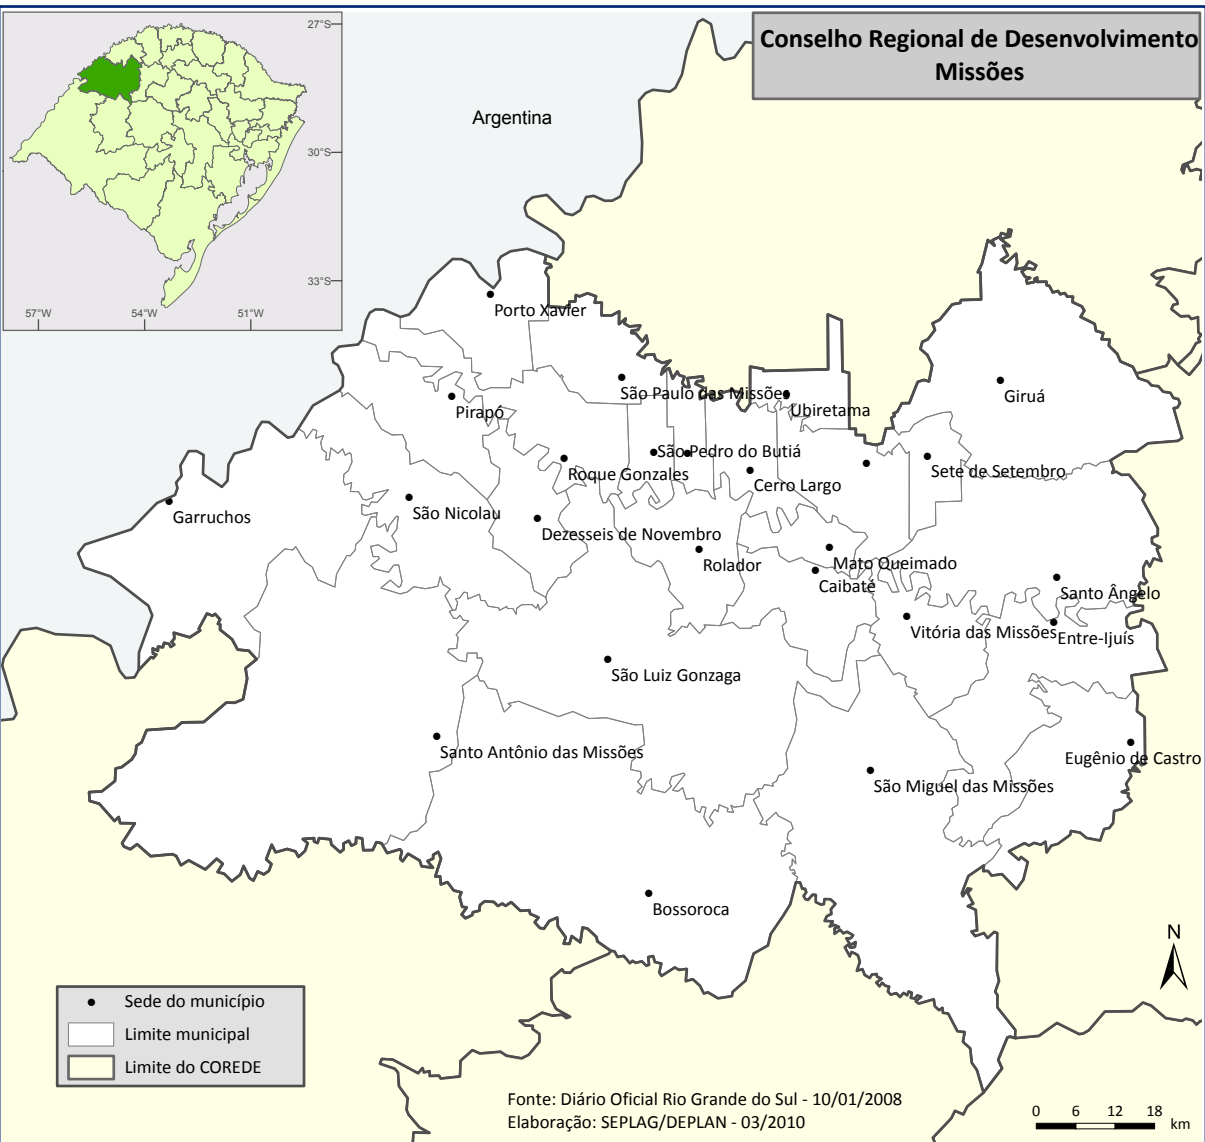 27°S
30°S
33°S
57°W
54°W
51°W
Conselho Regional de Desenvolvimento
Missões
Argentina
Porto Xavier
São Paulo das Missões
Pirapó
Ubiretama
Giruá
São Pedro do Butiá
Roque Gonzales
Cerro Largo
Sete de Setembro
Garruchos
São Nicolau
Dezesseis de Novembro
Rolador
Mato Queimado
Caibaté
Santo Ângelo
Vitória das Missões
Entre-Ijuís
São Luiz Gonzaga
Santo Antônio das Missões
Eugênio de Castro
São Miguel das Missões
Bossoroca
N
Sede do município
Limite municipal
Limite do COREDE
Fonte: Diário Oficial Rio Grande do Sul - 10/01/2008
Elaboração: SEPLAG/DEPLAN - 03/2010
0 6 12 18
km